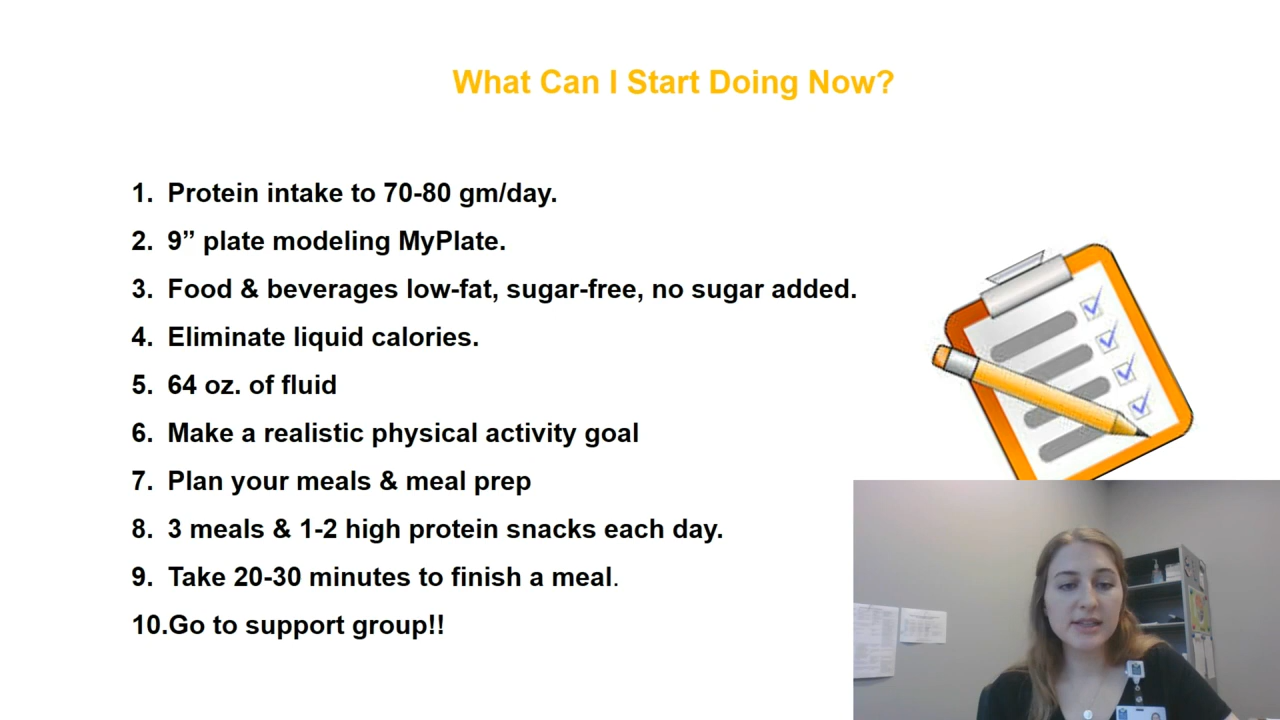 What Can I Start Doing Now?
1. Protein intake to 70-80 gm/day.
2. 9” plate modeling MyPlate.
3. Food & beverages low-fat, sugar-free, no sugar added.
4. Eliminate liquid calories.
5. 64 oz. of fluid
6. Make a realistic physical activity goal
7. Plan your meals & meal prep
8. 3 meals & 1-2 high protein snacks each day.
9. Take 20-30 minutes to finish a meal.
10.Go to support group!!